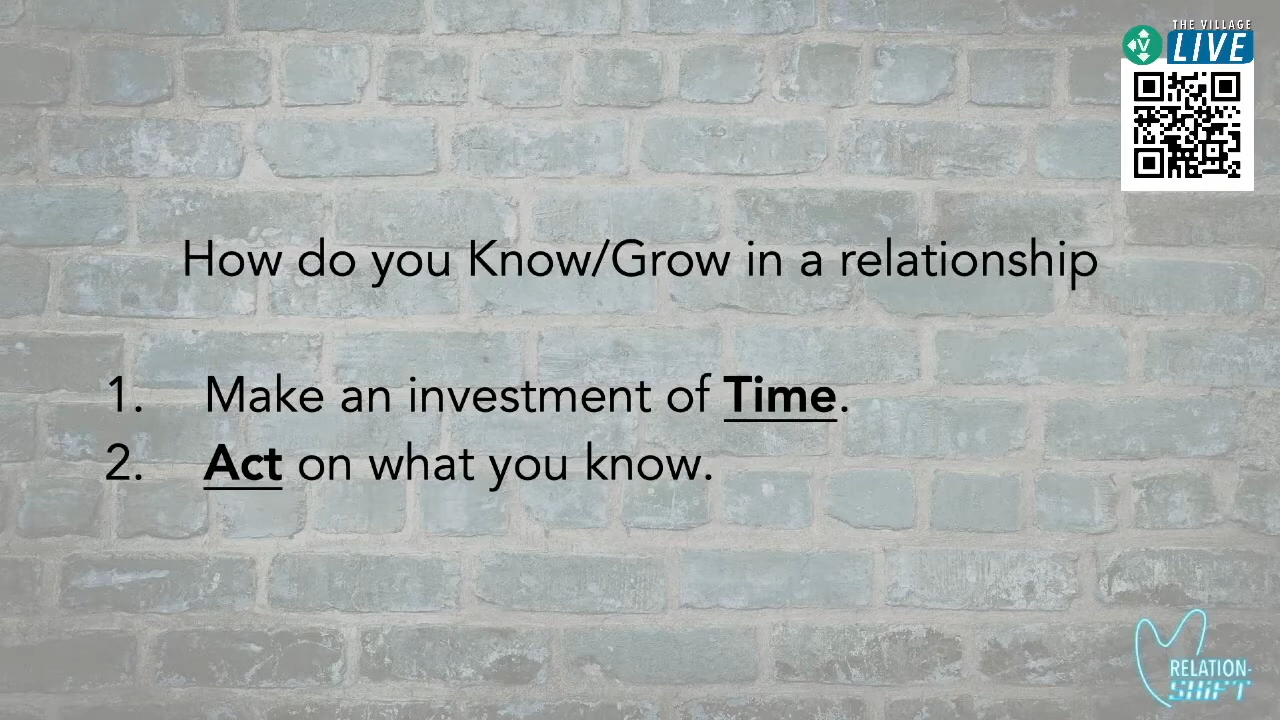 THE VILLAGE
LIVE
V
How do you Know/Grow in a relationship
1. Make an investment of Time.
2. Act on what you know.
RELATION-
SHIFT